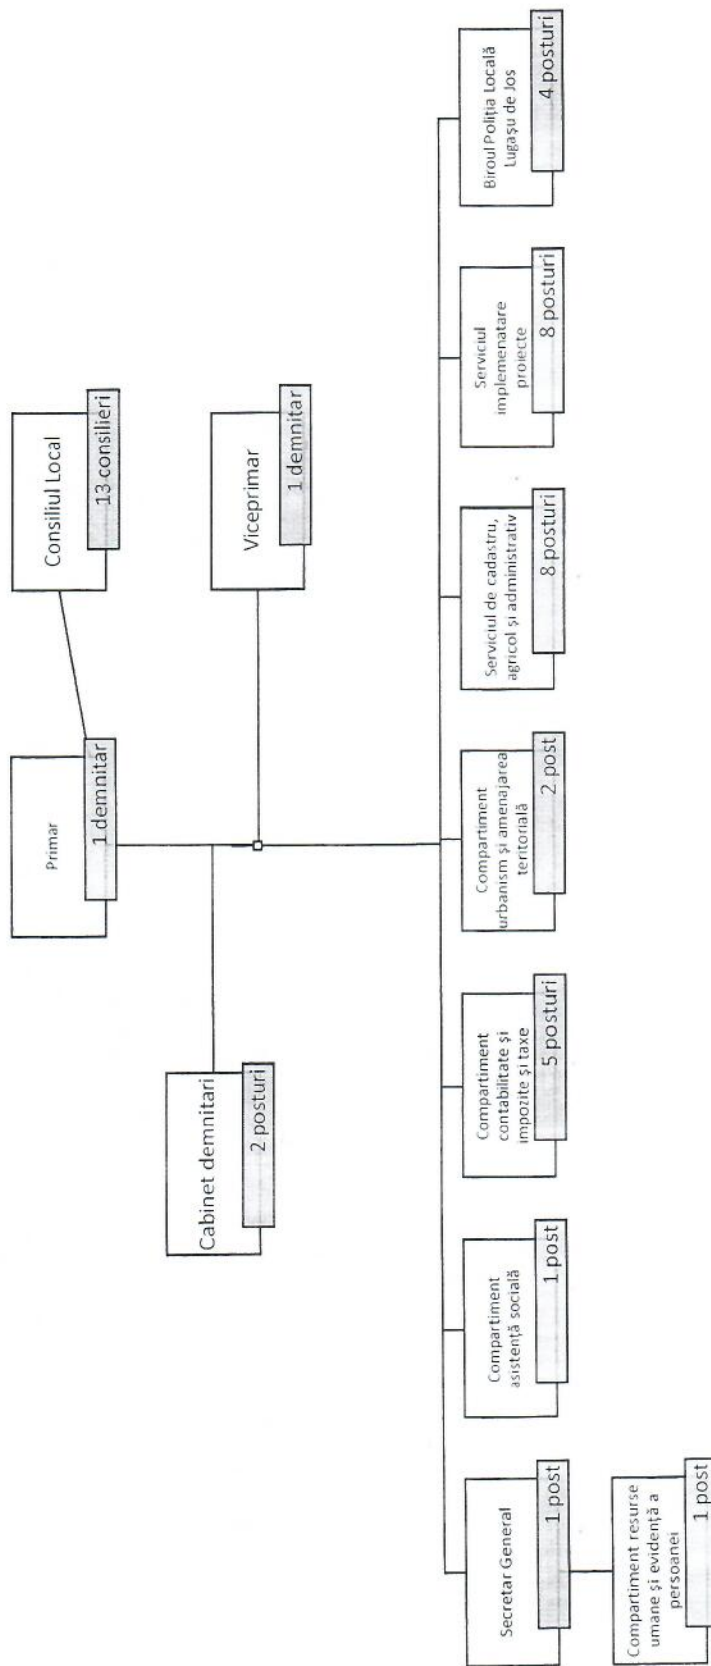 Primar
1 demnitar
Consiliul Local
13 consilieri
Cabinet demnitari
2 posturi
Viceprimar
1 demnitar
Secretar General
1 post
Compartiment
asistență socială
1 post
Compartiment
contabilitate și
impozite și taxe
5 posturi
Compartiment
urbanism și amenajarea
teritorială
2 post
Serviciul de cadastru,
agricol și administrativ
8 posturi
Serviciul
implemenatare
proiecte
8 posturi
Biroul Poliția Locală
Lugașu de Jos
4 posturi
Compartiment resurse
umane și evidență a
persoanei
1 post